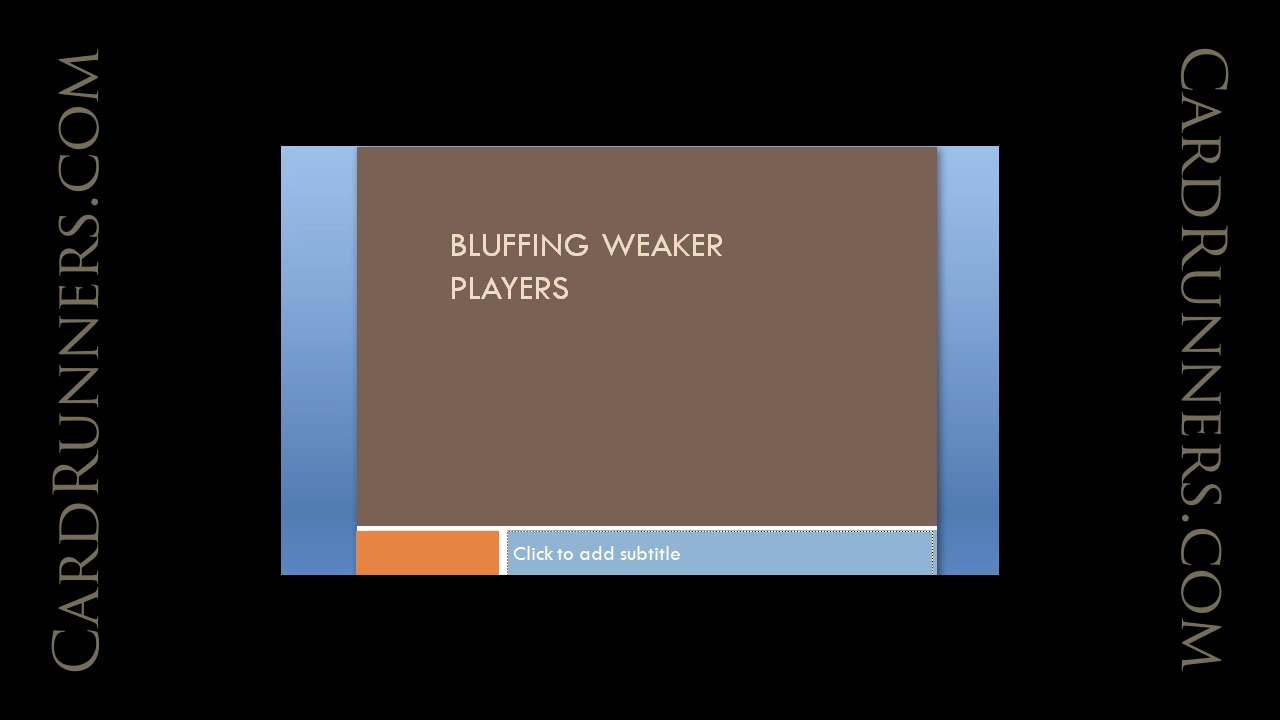 CARDRUNNERS.COM
BLUFFING WEAKER
PLAYERS
Click to add subtitle
CARDRUNNERS.COM